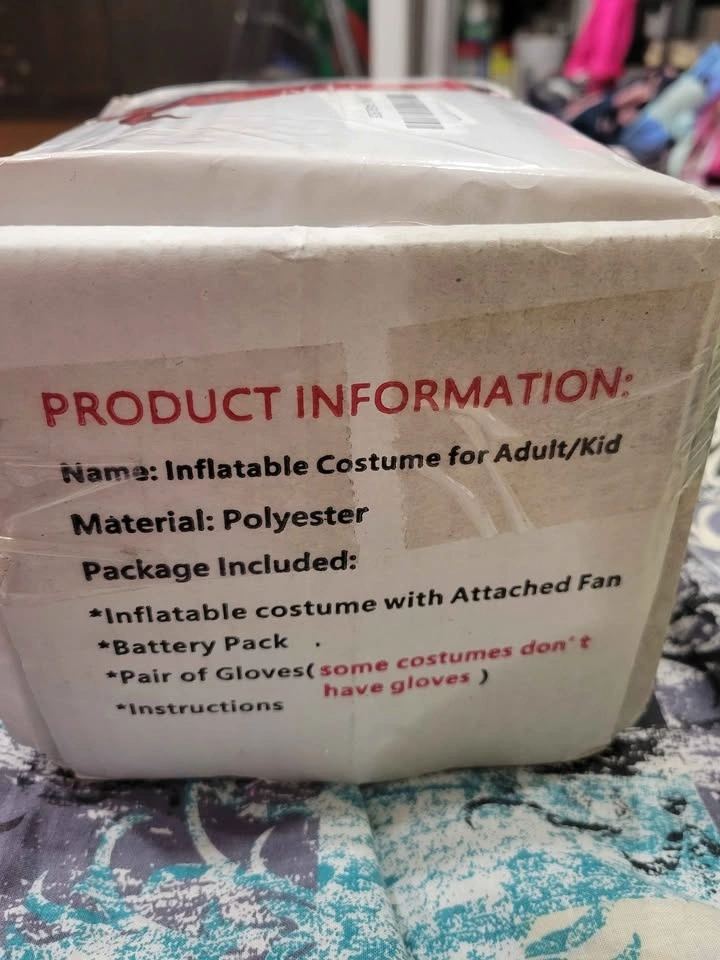 PRODUCT INFORMATION:
Name: Inflatable Costume for Adult/Kid
Material: Polyester
Package Included:
*Inflatable costume with Attached Fan
*Battery Pack .
*Pair of Gloves( some costumes don't
have gloves )
*Instructions